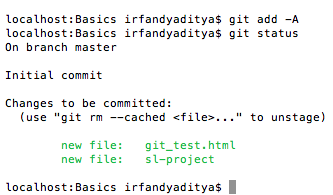 localhost:Basics irfandyaditya$ git add -A
localhost:Basics irfandyaditya$ git status
On branch master
Initial commit
Changes to be committed:
(use "git rm --cached <file>..." to unstage)
new file: git_test.html
new file: sl-project
localhost:Basics irfandyaditya$